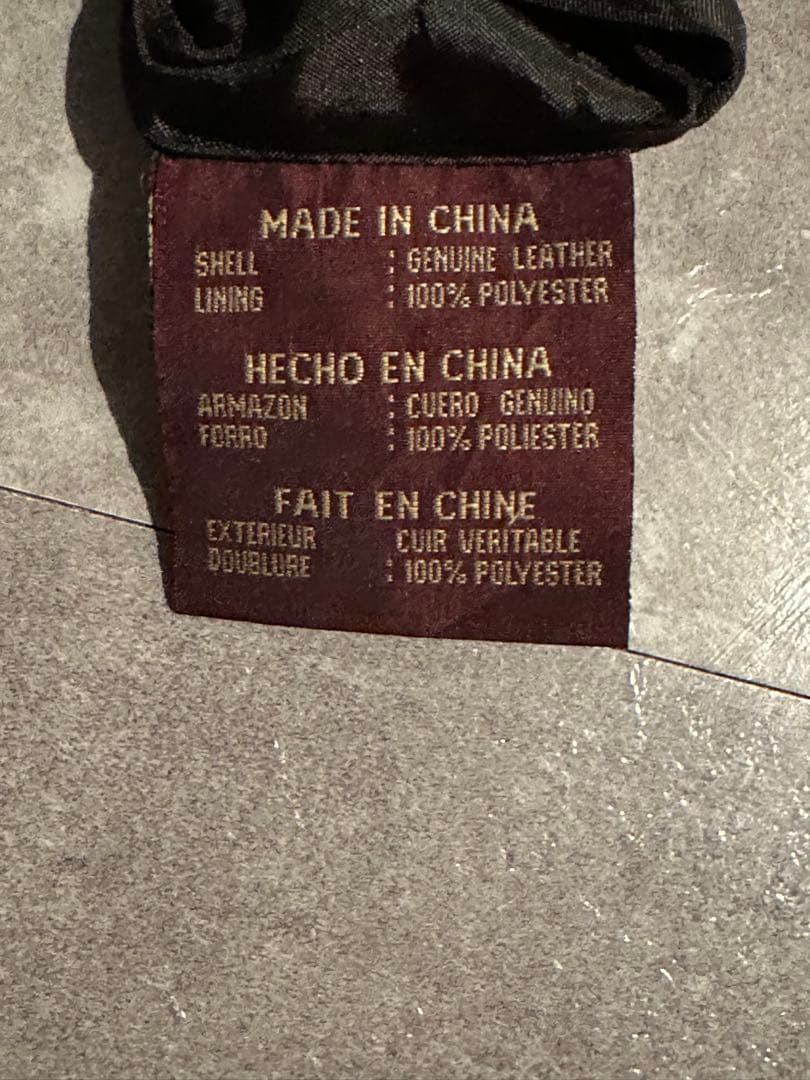 MADE IN CHINA
SHELL : GENUINE LEATHER
LINING : 100% POLYESTER
HECHO EN CHINA
ARMAZON : CUERO GENUINO
FORRO : 100% POLIESTER
FAIT EN CHINE
EXTERIEUR CUIR VÉRITABLE
DOUBLURE : 100% POLYESTER